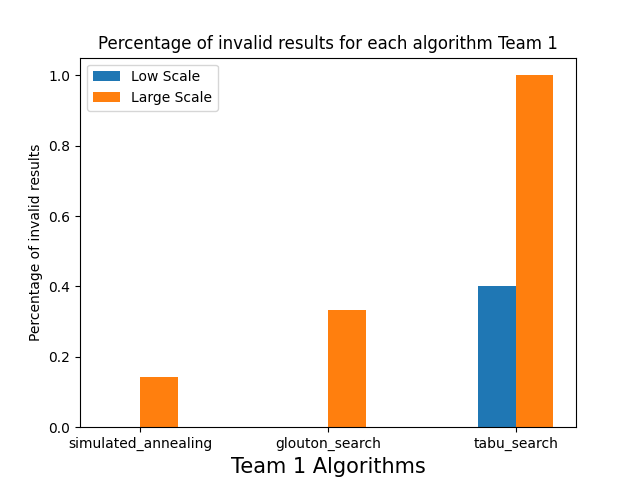 Percentage of invalid results for each algorithm Team 1
Low Scale
Large Scale
Percentage of invalid results
1.0
0.8
0.6
0.4
0.2
0.0
simulated_annealing
glouton_search
tabu_search
Team 1 Algorithms